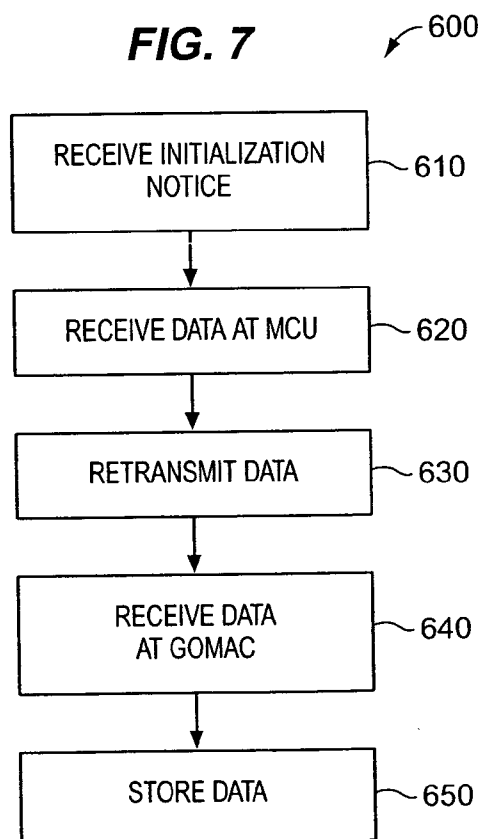 FIG. 7
600
RECEIVE INITIALIZATION
NOTICE
610
RECEIVE DATA AT MCU
620
RETRANSMIT DATA
630
RECEIVE DATA
AT GOMAC
640
STORE DATA
650